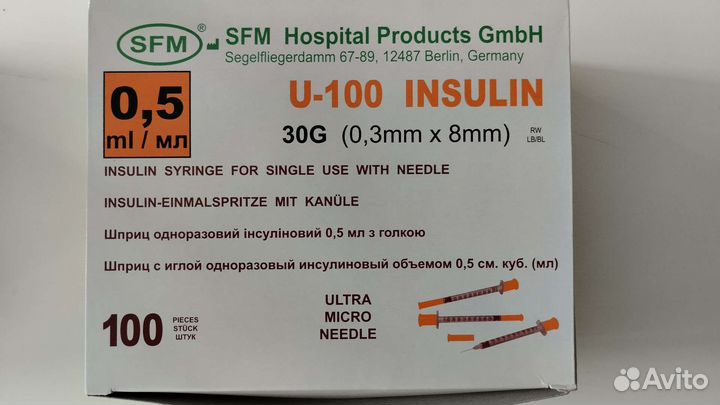 SFM ® SFM Hospital Products GmbH
Segelfliegerdamm 67-89, 12487 Berlin, Germany
0,5
ml / мл
U-100 INSULIN
30G (0,3mm x 8mm)
RW
LB/BL
INSULIN SYRINGE FOR SINGLE USE WITH NEEDLE
INSULIN-EINMALSPRITZE MIT KANÜLE
Шприц одноразовий інсуліновий 0,5 мл з голкою
Шприц с иглой одноразовый инсулиновый объемом 0,5 см. куб. (мл)
100
PIECES
STÜCK
ШТУК
ULTRA
MICRO
NEEDLE
Avito